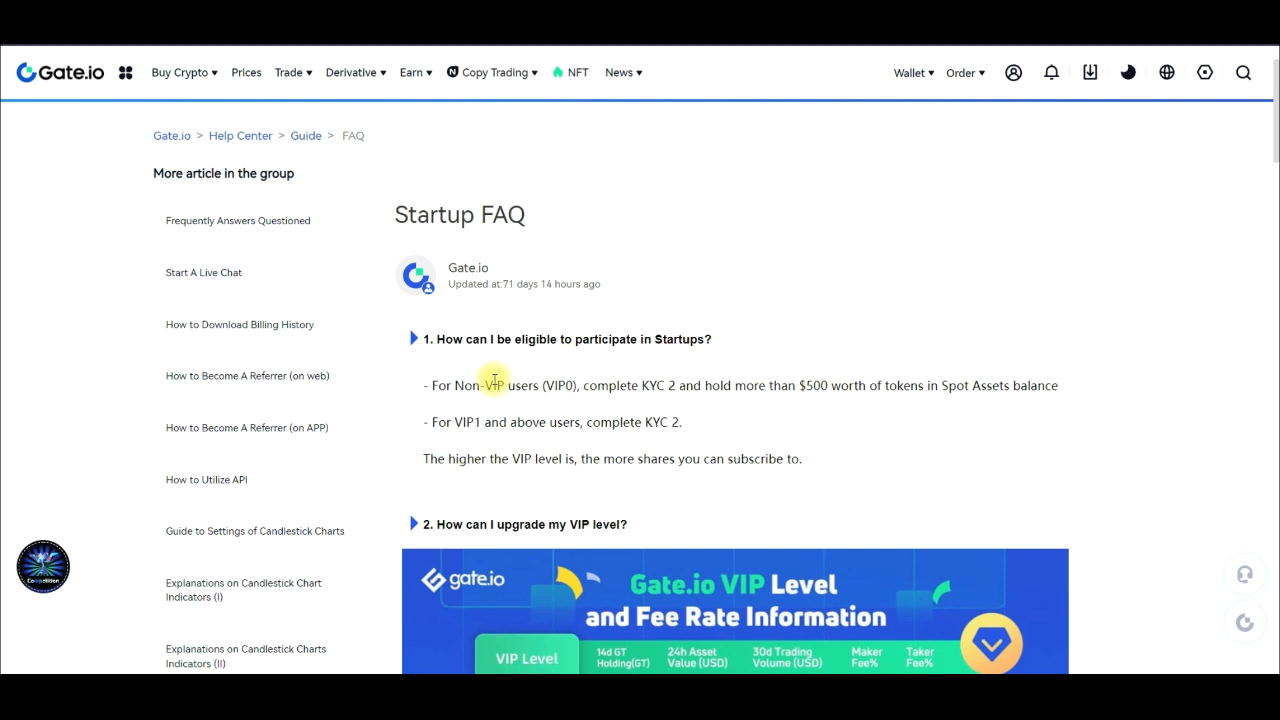 Gate.io
Buy Crypto
Prices
Trade
Derivative
Earn
Copy Trading
NFT
News
Wallet
Order
Gate.io > Help Center > Guide > FAQ
More article in the group
Frequently Answers Questioned
Start A Live Chat
How to Download Billing History
How to Become A Referrer (on web)
How to Become A Referrer (on APP)
How to Utilize API
Guide to Settings of Candlestick Charts
Explanations on Candlestick Chart
Indicators (I)
Explanations on Candlestick Charts
Indicators (II)
Startup FAQ
Gate.io
Updated at:71 days 14 hours ago
1. How can I be eligible to participate in Startups?
- For Non-VIP users (VIP0), complete KYC 2 and hold more than $500 worth of tokens in Spot Assets balance
- For VIP1 and above users, complete KYC 2.
The higher the VIP level is, the more shares you can subscribe to.
2. How can I upgrade my VIP level?
gate.io
Gate.io VIP Level
and Fee Rate Information
VIP Level
14d GT
Holding(GT)
24h Asset
Value (USD)
30d Trading
Volume (USD)
Maker
Fee%
Taker
Fee%
Competition